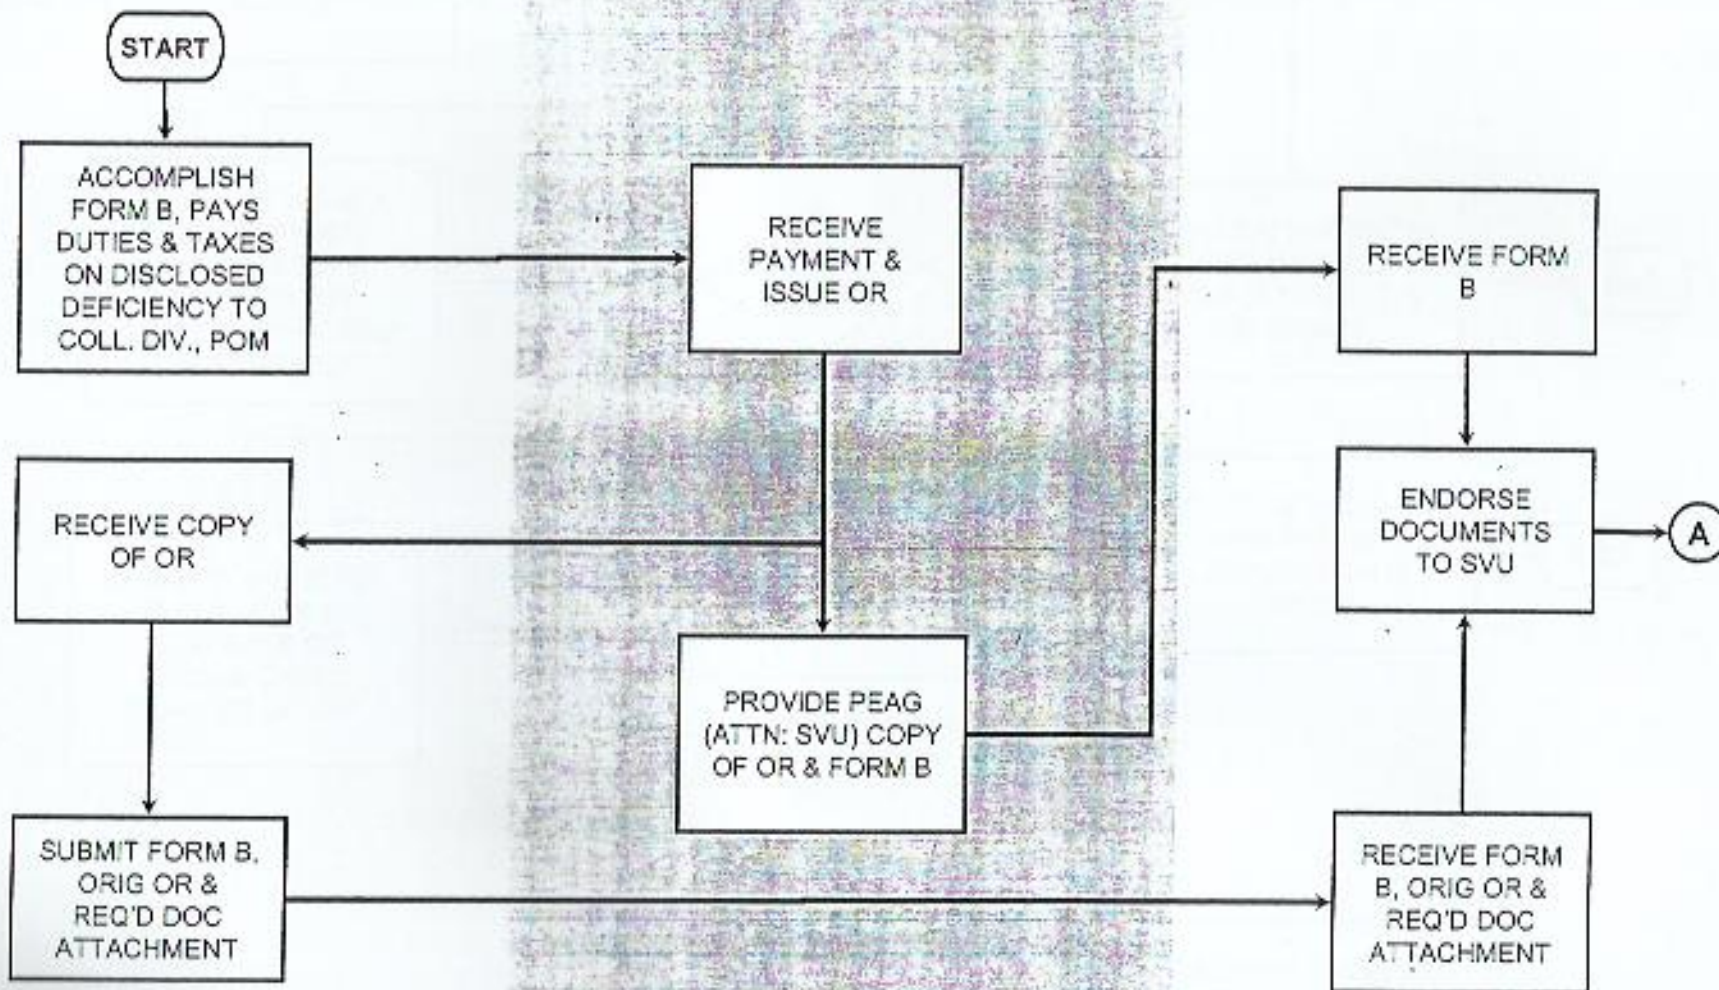 START
ACCOMPLISH
FORM B, PAYS
DUTIES & TAXES
ON DISCLOSED
DEFICIENCY TO
COLL. DIV., POM
RECEIVE
PAYMENT &
ISSUE OR
RECEIVE FORM
B
RECEIVE COPY
OF OR
ENDORSE
DOCUMENTS
TO SVU
A
PROVIDE PEAG
(ATTN: SVU) COPY
OF OR & FORM B
SUBMIT FORM B,
ORIG OR &
REQ'D DOC
ATTACHMENT
RECEIVE FORM
B, ORIG OR &
REQ'D DOC
ATTACHMENT